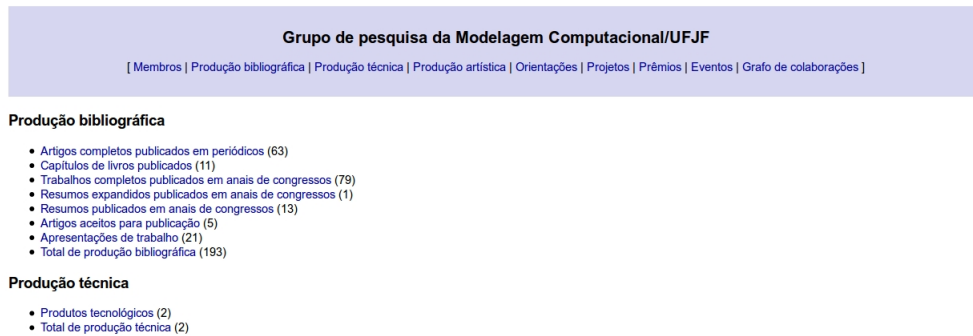 Grupo de pesquisa da Modelagem Computacional/UFJF
[ Membros | Produção bibliográfica | Produção técnica | Produção artística | Orientações | Projetos | Prêmios | Eventos | Grafo de colaborações ]
Produção bibliográfica
• Artigos completos publicados em periódicos (63)
• Capítulos de livros publicados (11)
• Trabalhos completos publicados em anais de congressos (79)
• Resumos expandidos publicados em anais de congressos (1)
• Resumos publicados em anais de congressos (13)
• Artigos aceitos para publicação (5)
• Apresentações de trabalho (21)
• Total de produção bibliográfica (193)
Produção técnica
• Produtos tecnológicos (2)
• Total de produção técnica (2)